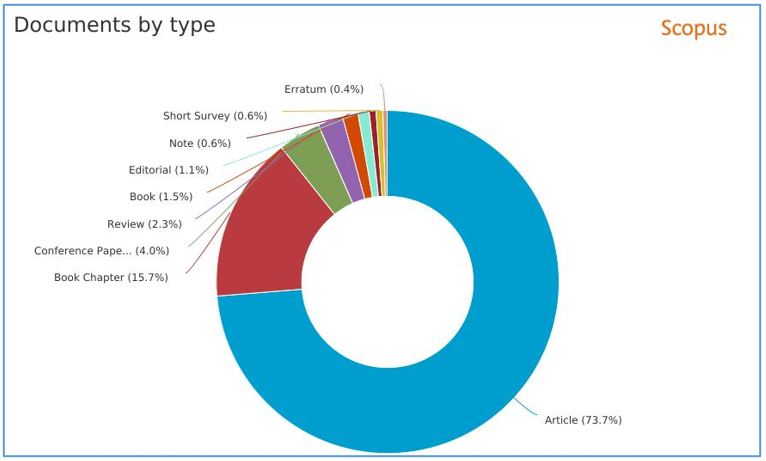 Documents by type
Scopus
Erratum (0.4%)
Short Survey (0.6%)
Note (0.6%)
Editorial (1.1%)
Book (1.5%)
Review (2.3%)
Conference Pape... (4.0%)
Book Chapter (15.7%)
Article (73.7%)